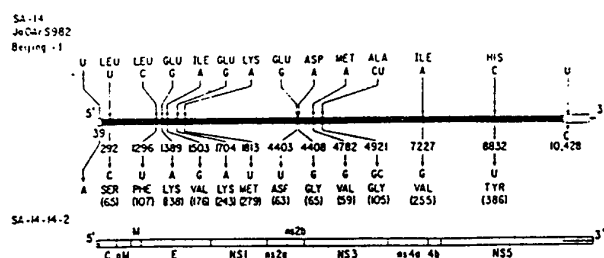 SA-14
JaOArS982
Beijing-1
U LEU LEU GLU ILE GLU LYS GLU ASP MET ALA ILE HIS U
U C G A G A G A A CU A C
5' 3'
39 292 1296 1389 1503 1704 1813 4403 4408 4782 4921 7227 8832 10,428
A C U A G A U U G G GC G U C
SER PHE LYS VAL LYS MET ASP GLY VAL GLY VAL TYR
(65) (107) (138) (176) (243) (279) (63) (65) (59) (105) (255) (386)
SA-14-14-2
M ns2b
5' 3'
C pM E NS1 ns2a NS3 ns4a 4b NS5